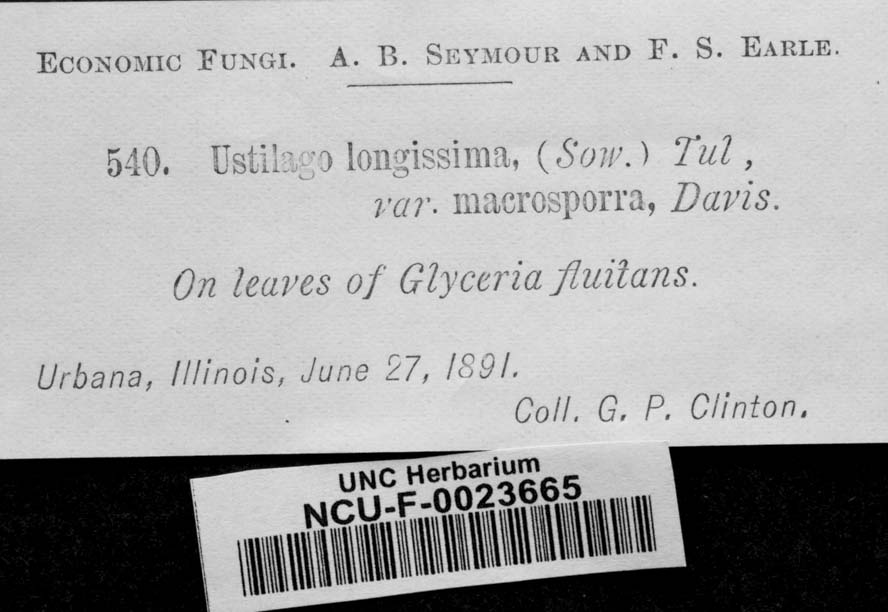 Economic Fungi. A. B. Seymour and F. S. Earle.
540. Ustilago longissima, (Sow.) Tul,
var. macrosporra, Davis.
On leaves of Glyceria fluitans.
Urbana, Illinois, June 27, 1891.
Coll. G. P. Clinton.
UNC Herbarium
NCU-F-0023665